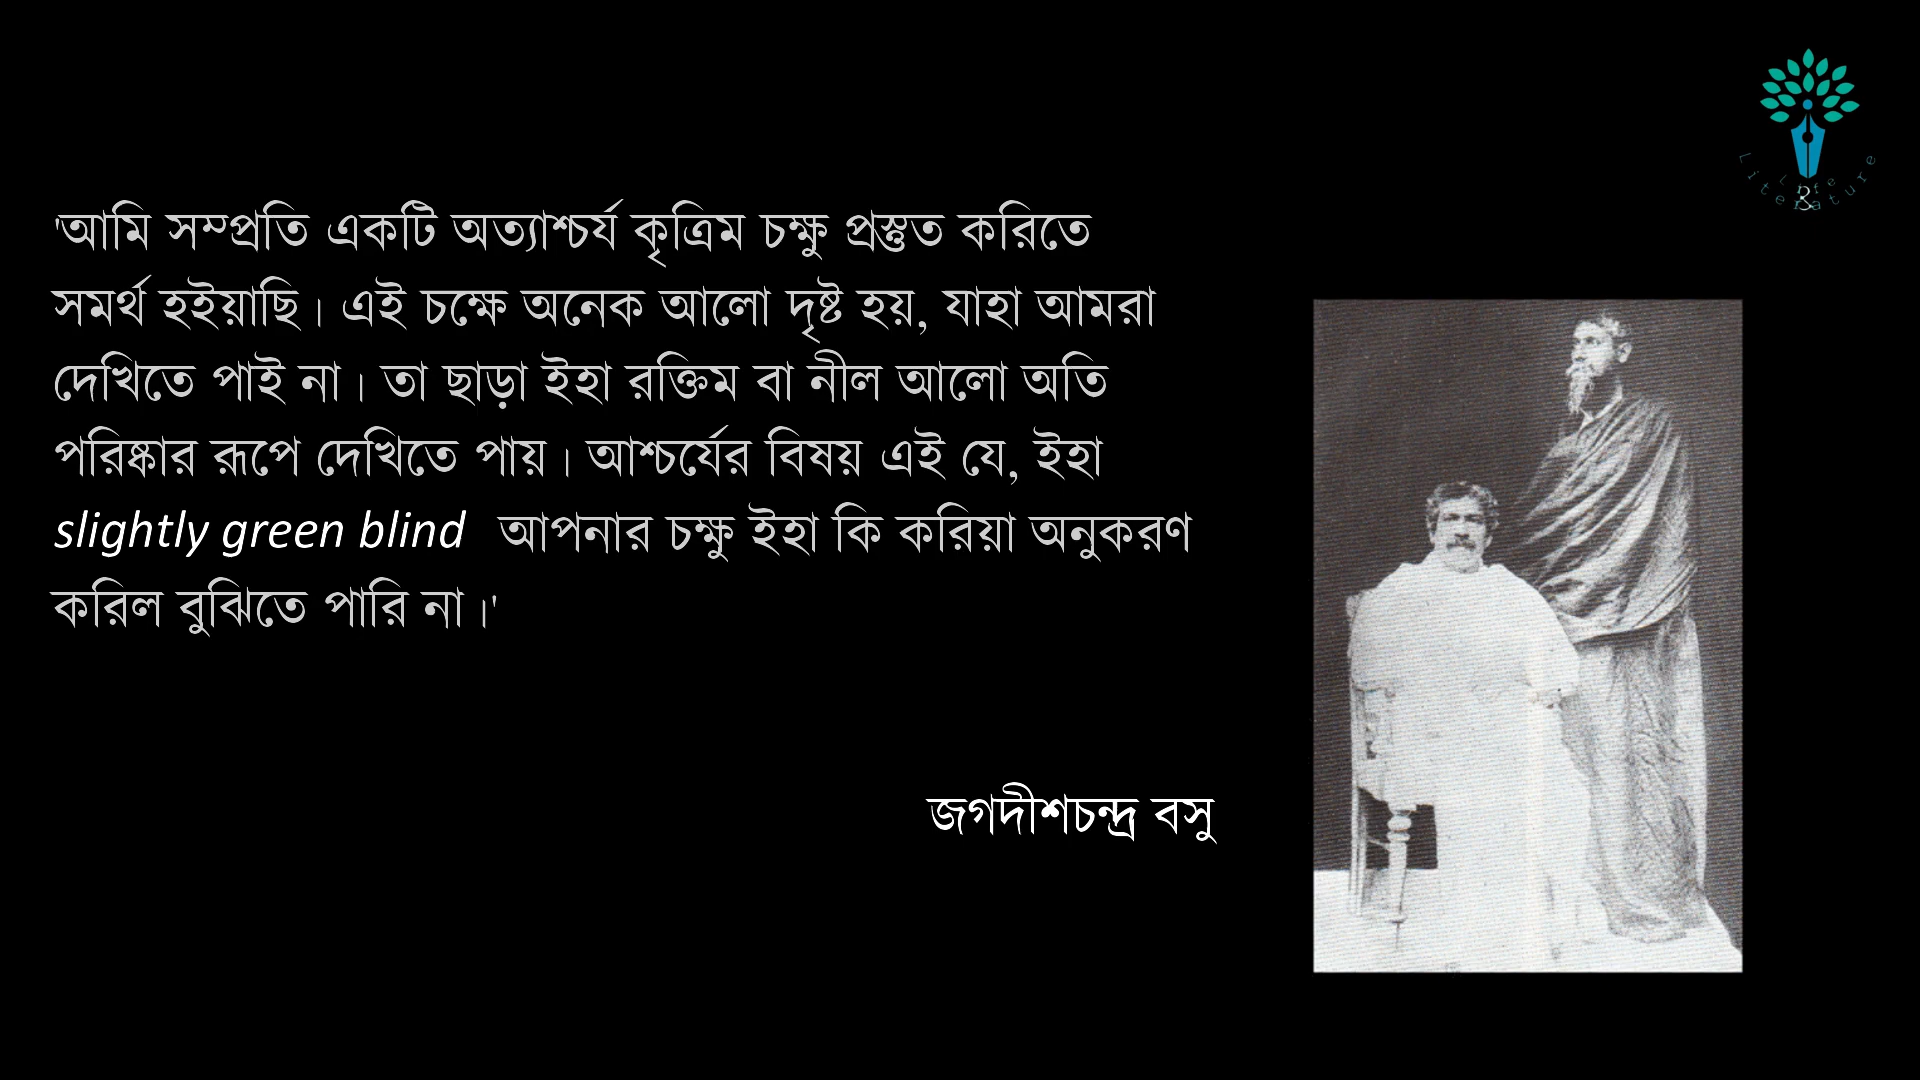 'আমি সম্প্রতি একটি অত্যাশ্চর্য কৃত্রিম চক্ষু প্রস্তুত করিতে
সমর্থ হইয়াছি। এই চক্ষে অনেক আলো দৃষ্ট হয়, যাহা আমরা
দেখিতে পাই না। তা ছাড়া ইহা রক্তিম বা নীল আলো অতি
পরিষ্কার রূপে দেখিতে পায়। আশ্চর্যের বিষয় এই যে, ইহা
slightly green blind আপনার চক্ষু ইহা কি করিয়া অনুকরণ
করিল বুঝিতে পারি না।'
জগদীশচন্দ্র বসু
Life
&
Literature